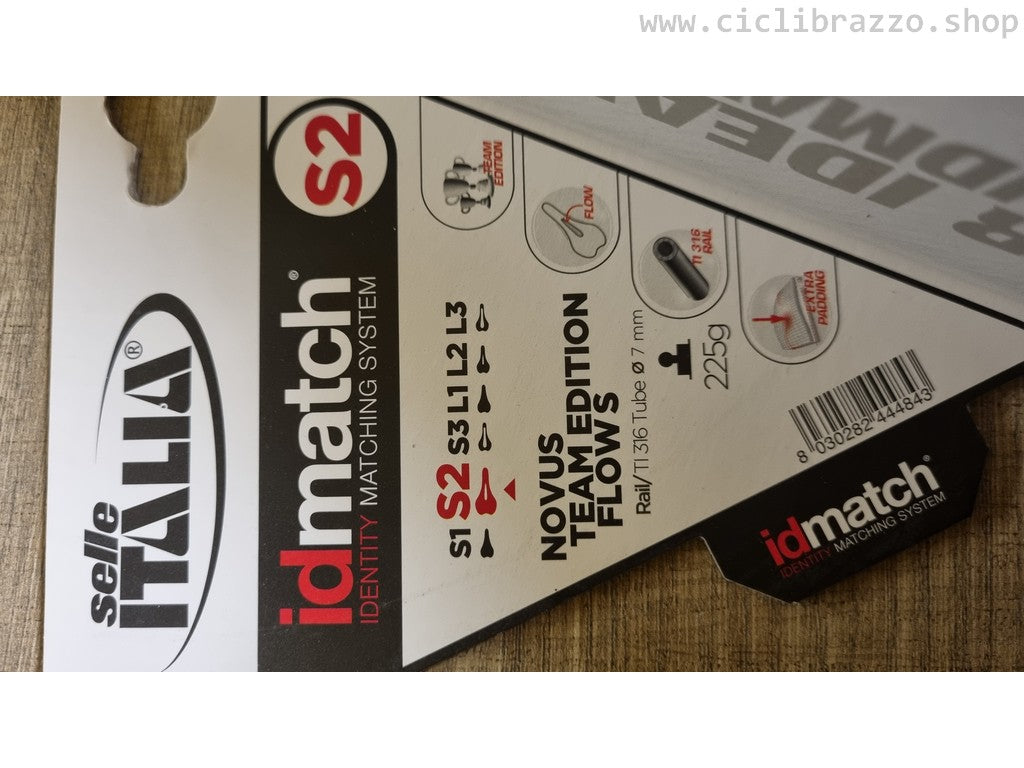 www.ciclibrazzo.shop
selle
ITALIA®
idmatch®
IDENTITY MATCHING SYSTEM
S2
S1 S2 S3 L1 L2 L3
NOVUS
TEAM EDITION
FLOW S
Rail/TI 316 Tube ø 7 mm
225g
TEAM
EDITION
FLOW
TI 316
RAIL
EXTRA
PADDING
8 030282 444843
idmatch®
IDENTITY MATCHING SYSTEM
R IDEA
IDMA